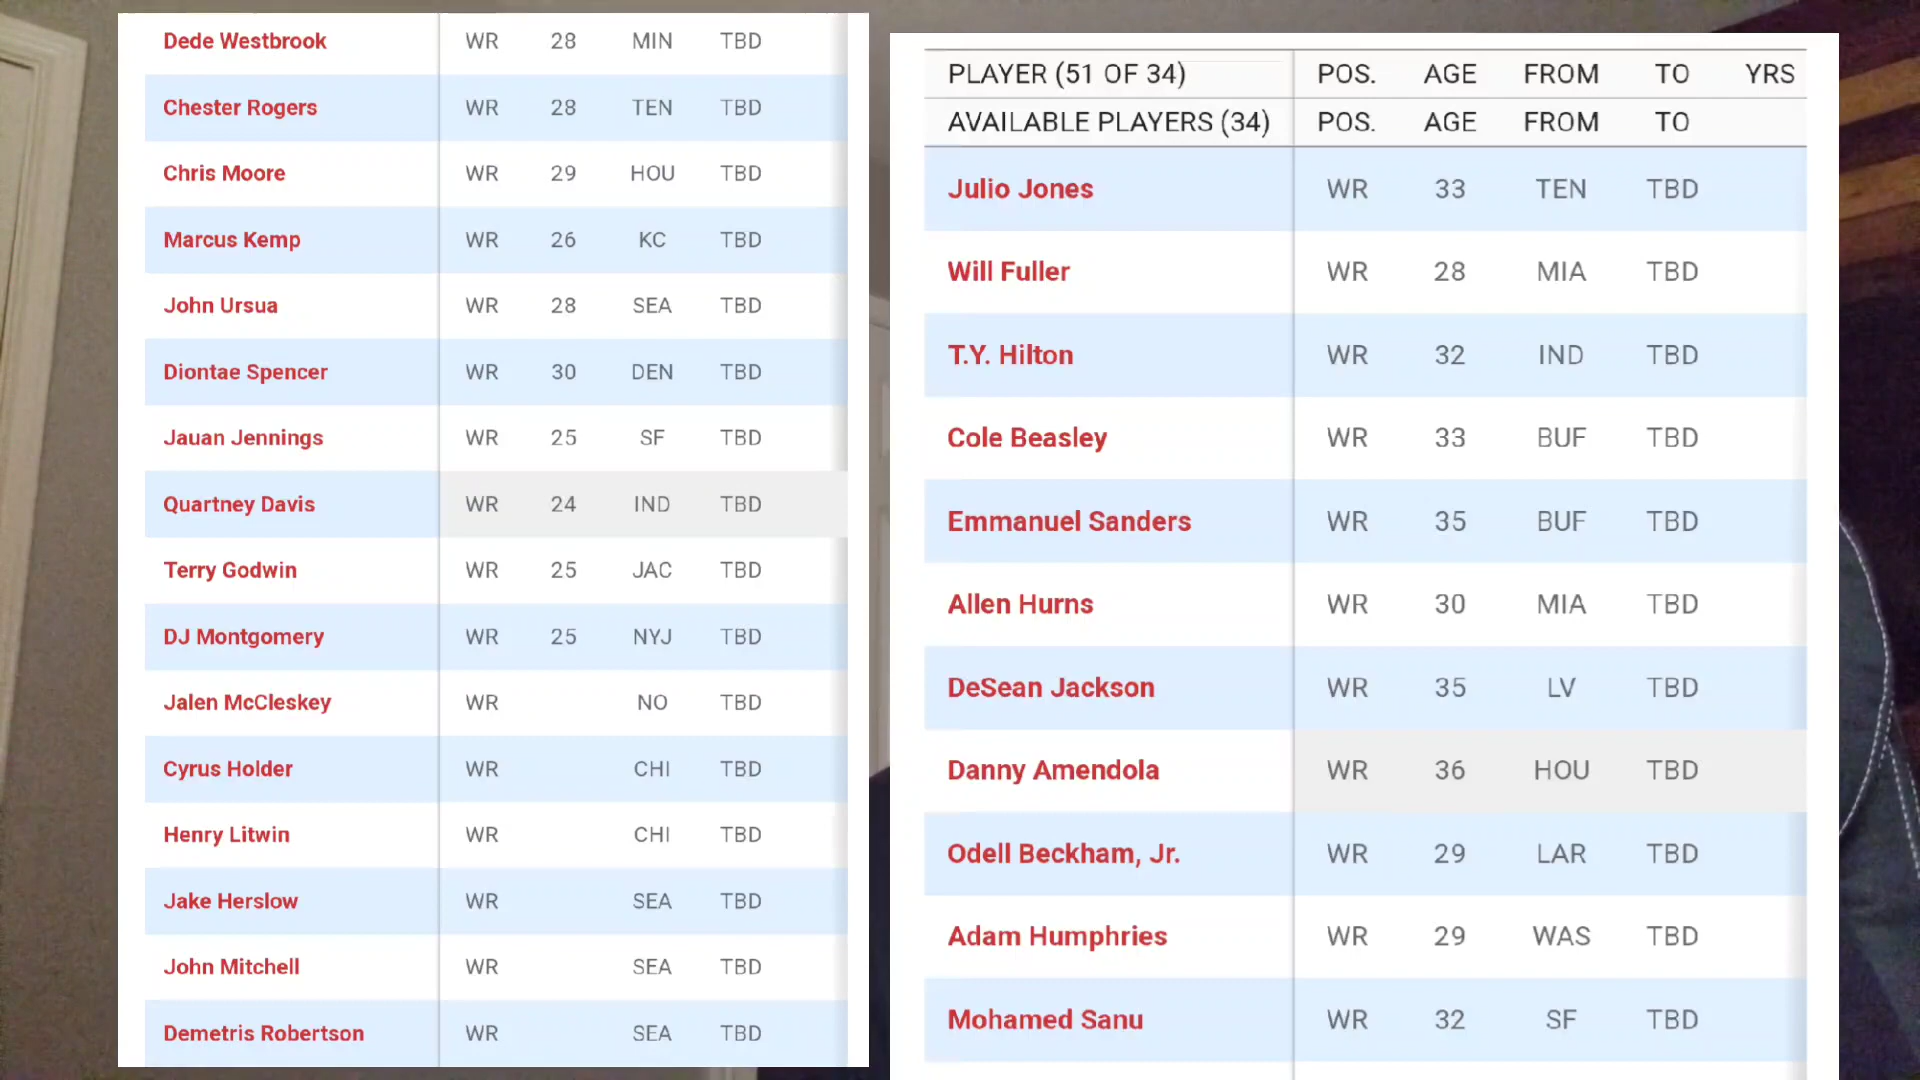 Dede Westbrook WR 28 MIN TBD
Chester Rogers WR 28 TEN TBD
Chris Moore WR 29 HOU TBD
Marcus Kemp WR 26 KC TBD
John Ursua WR 28 SEA TBD
Diontae Spencer WR 30 DEN TBD
Jauan Jennings WR 25 SF TBD
Quartney Davis WR 24 IND TBD
Terry Godwin WR 25 JAC TBD
DJ Montgomery WR 25 NYJ TBD
Jalen McCleskey WR NO TBD
Cyrus Holder WR CHI TBD
Henry Litwin WR CHI TBD
Jake Herslow WR SEA TBD
John Mitchell WR SEA TBD
Demetris Robertson WR SEA TBD
PLAYER (51 OF 34) POS. AGE FROM TO YRS
AVAILABLE PLAYERS (34) POS. AGE FROM TO
Julio Jones WR 33 TEN TBD
Will Fuller WR 28 MIA TBD
T.Y. Hilton WR 32 IND TBD
Cole Beasley WR 33 BUF TBD
Emmanuel Sanders WR 35 BUF TBD
Allen Hurns WR 30 MIA TBD
DeSean Jackson WR 35 LV TBD
Danny Amendola WR 36 HOU TBD
Odell Beckham, Jr. WR 29 LAR TBD
Adam Humphries WR 29 WAS TBD
Mohamed Sanu WR 32 SF TBD